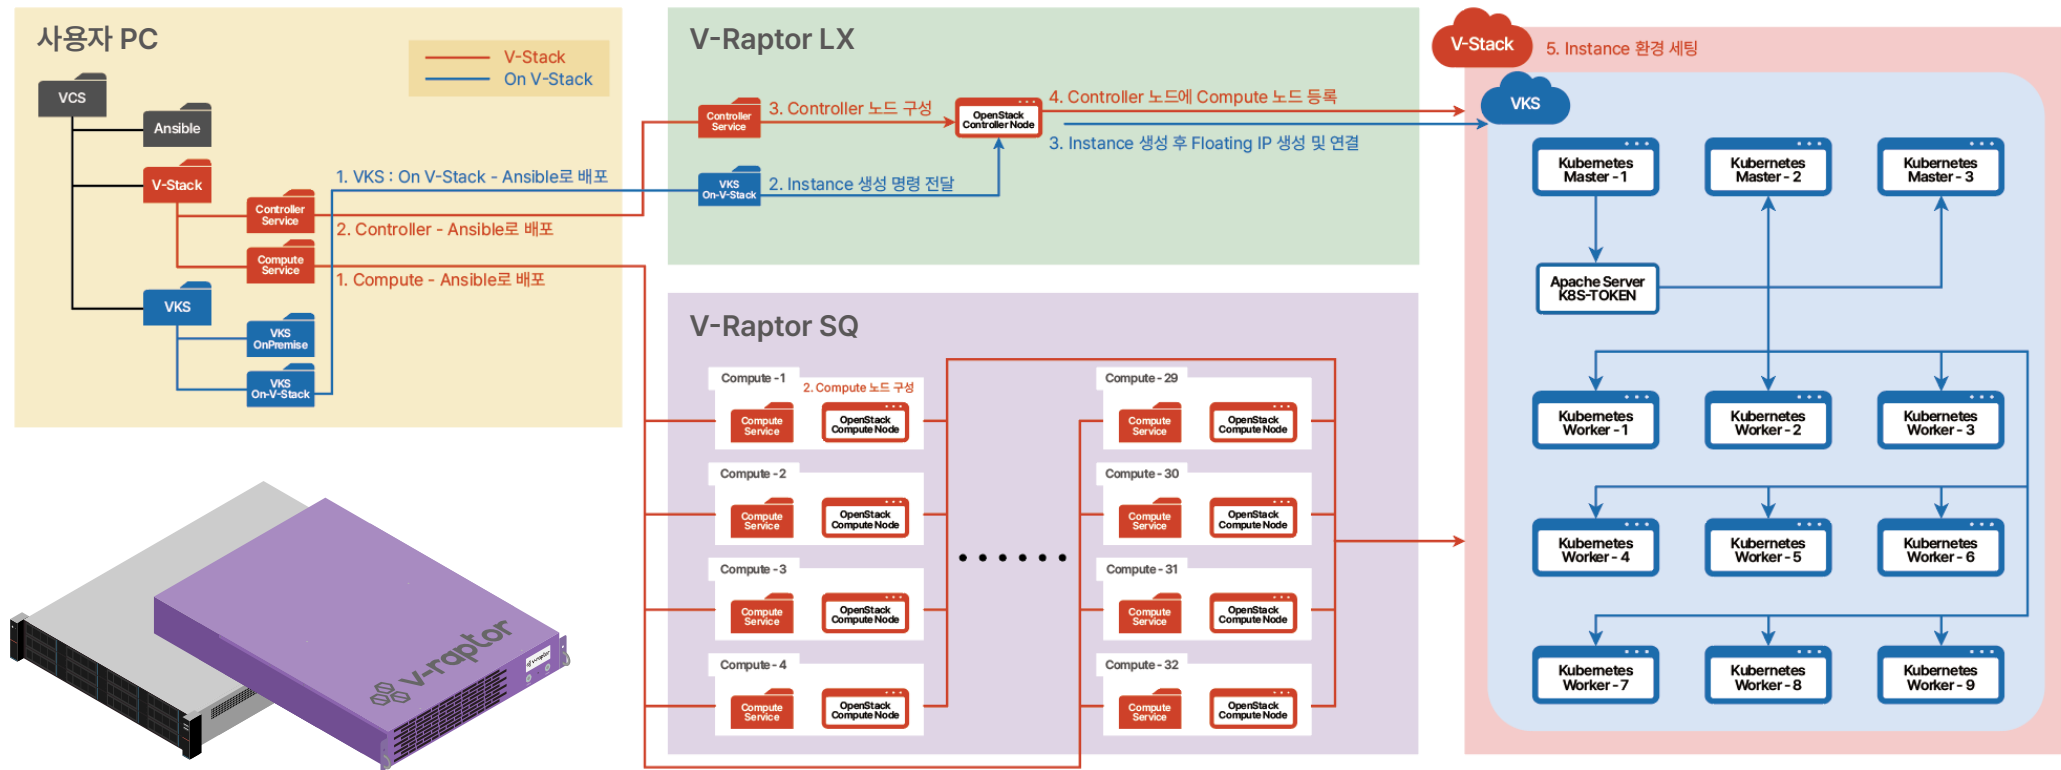 사용자 PC
V-Stack
On V-Stack
VCS
Ansible
V-Stack
Controller
Service
Compute
Service
VKS
VKS
OnPremise
VKS
On-V-Stack
1. VKS : On V-Stack - Ansible로 배포
2. Controller - Ansible로 배포
1. Compute - Ansible로 배포
V-Raptor LX
Controller
Service
3. Controller 노드 구성
OpenStack
Controller Node
4. Controller 노드에 Compute 노드 등록
3. Instance 생성 후 Floating IP 생성 및 연결
VKS
On-V-Stack
2. Instance 생성 명령 전달
V-Raptor SQ
Compute - 1
2. Compute 노드 구성
Compute
Service
OpenStack
Compute Node
Compute - 2
Compute
Service
OpenStack
Compute Node
Compute - 3
Compute
Service
OpenStack
Compute Node
Compute - 4
Compute
Service
OpenStack
Compute Node
Compute - 29
Compute
Service
OpenStack
Compute Node
Compute - 30
Compute
Service
OpenStack
Compute Node
Compute - 31
Compute
Service
OpenStack
Compute Node
Compute - 32
Compute
Service
OpenStack
Compute Node
V-Stack
5. Instance 환경 세팅
VKS
Kubernetes
Master - 1
Kubernetes
Master - 2
Kubernetes
Master - 3
Apache Server
K8S-TOKEN
Kubernetes
Worker - 1
Kubernetes
Worker - 2
Kubernetes
Worker - 3
Kubernetes
Worker - 4
Kubernetes
Worker - 5
Kubernetes
Worker - 6
Kubernetes
Worker - 7
Kubernetes
Worker - 8
Kubernetes
Worker - 9
v-raptor
v-raptor